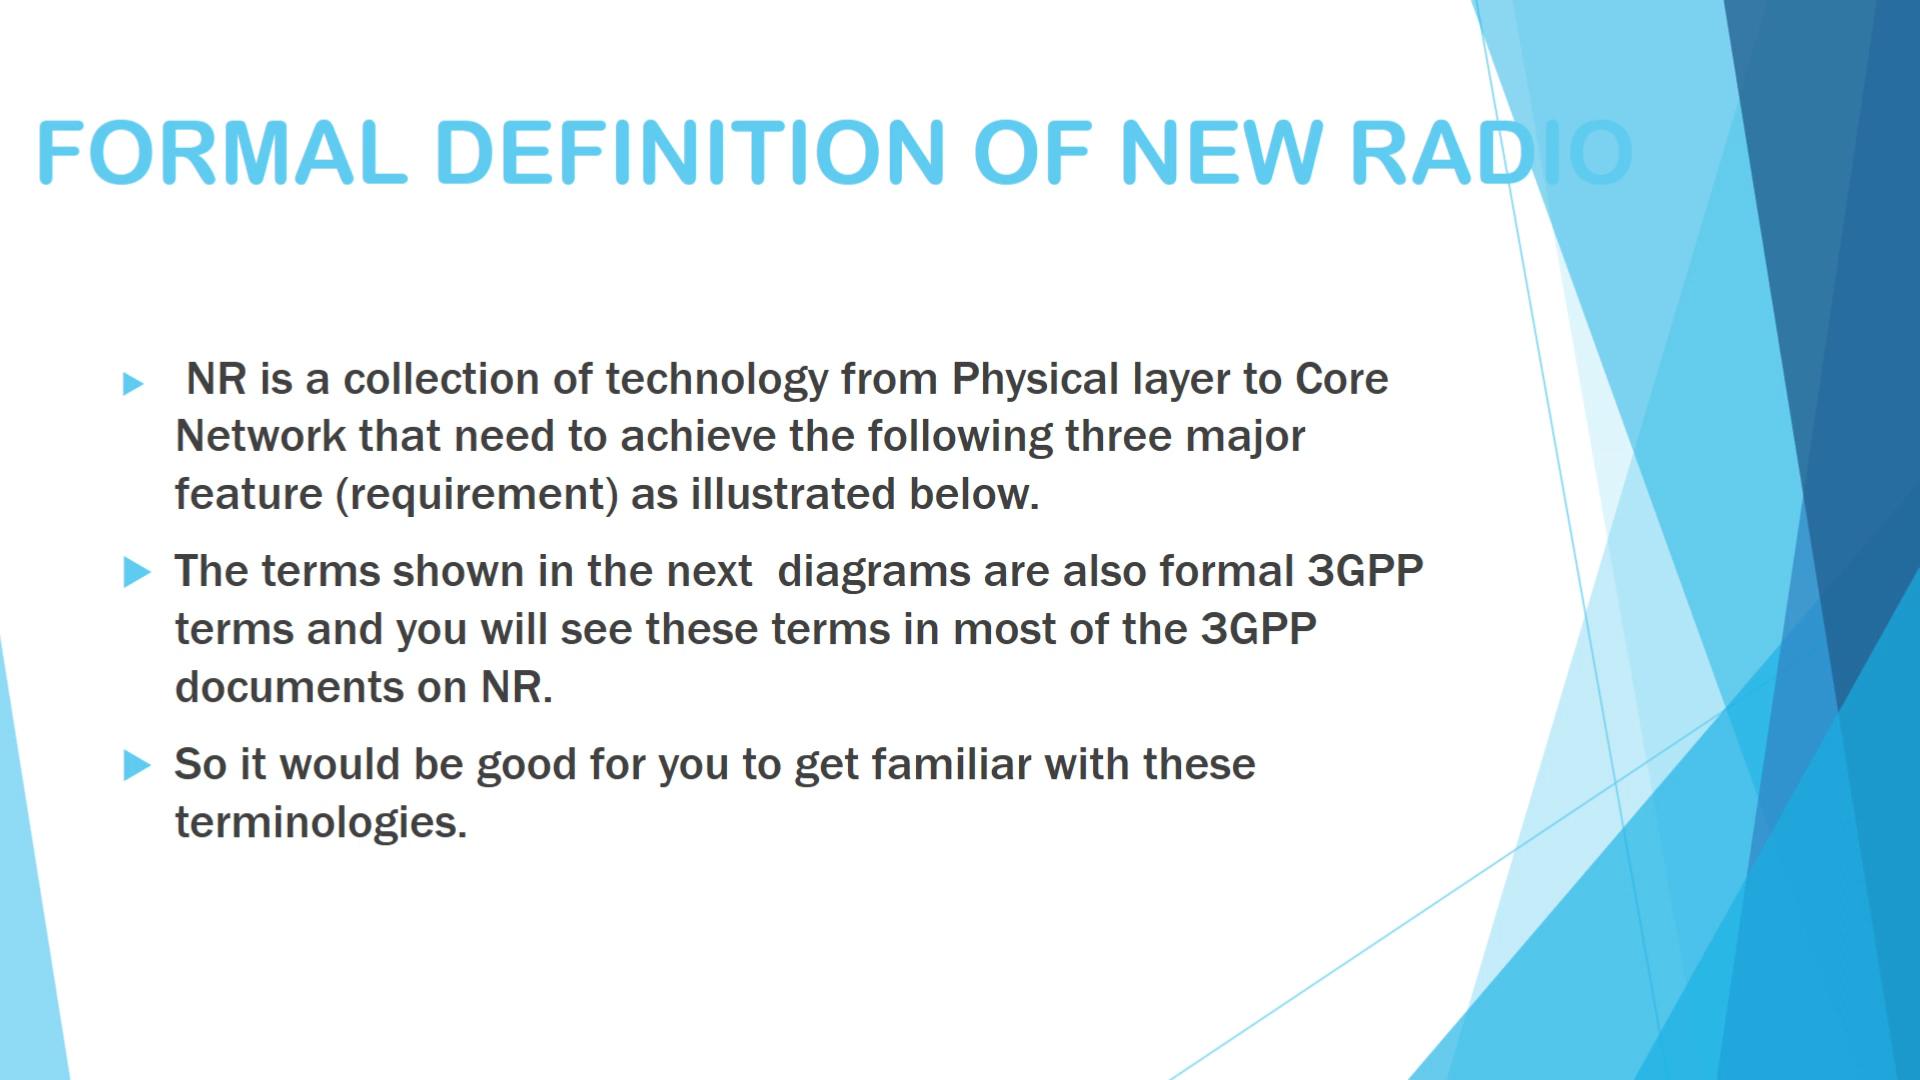 FORMAL DEFINITION OF NEW RADIO
NR is a collection of technology from Physical layer to Core
Network that need to achieve the following three major
feature (requirement) as illustrated below.
The terms shown in the next diagrams are also formal 3GPP
terms and you will see these terms in most of the 3GPP
documents on NR.
So it would be good for you to get familiar with these
terminologies.